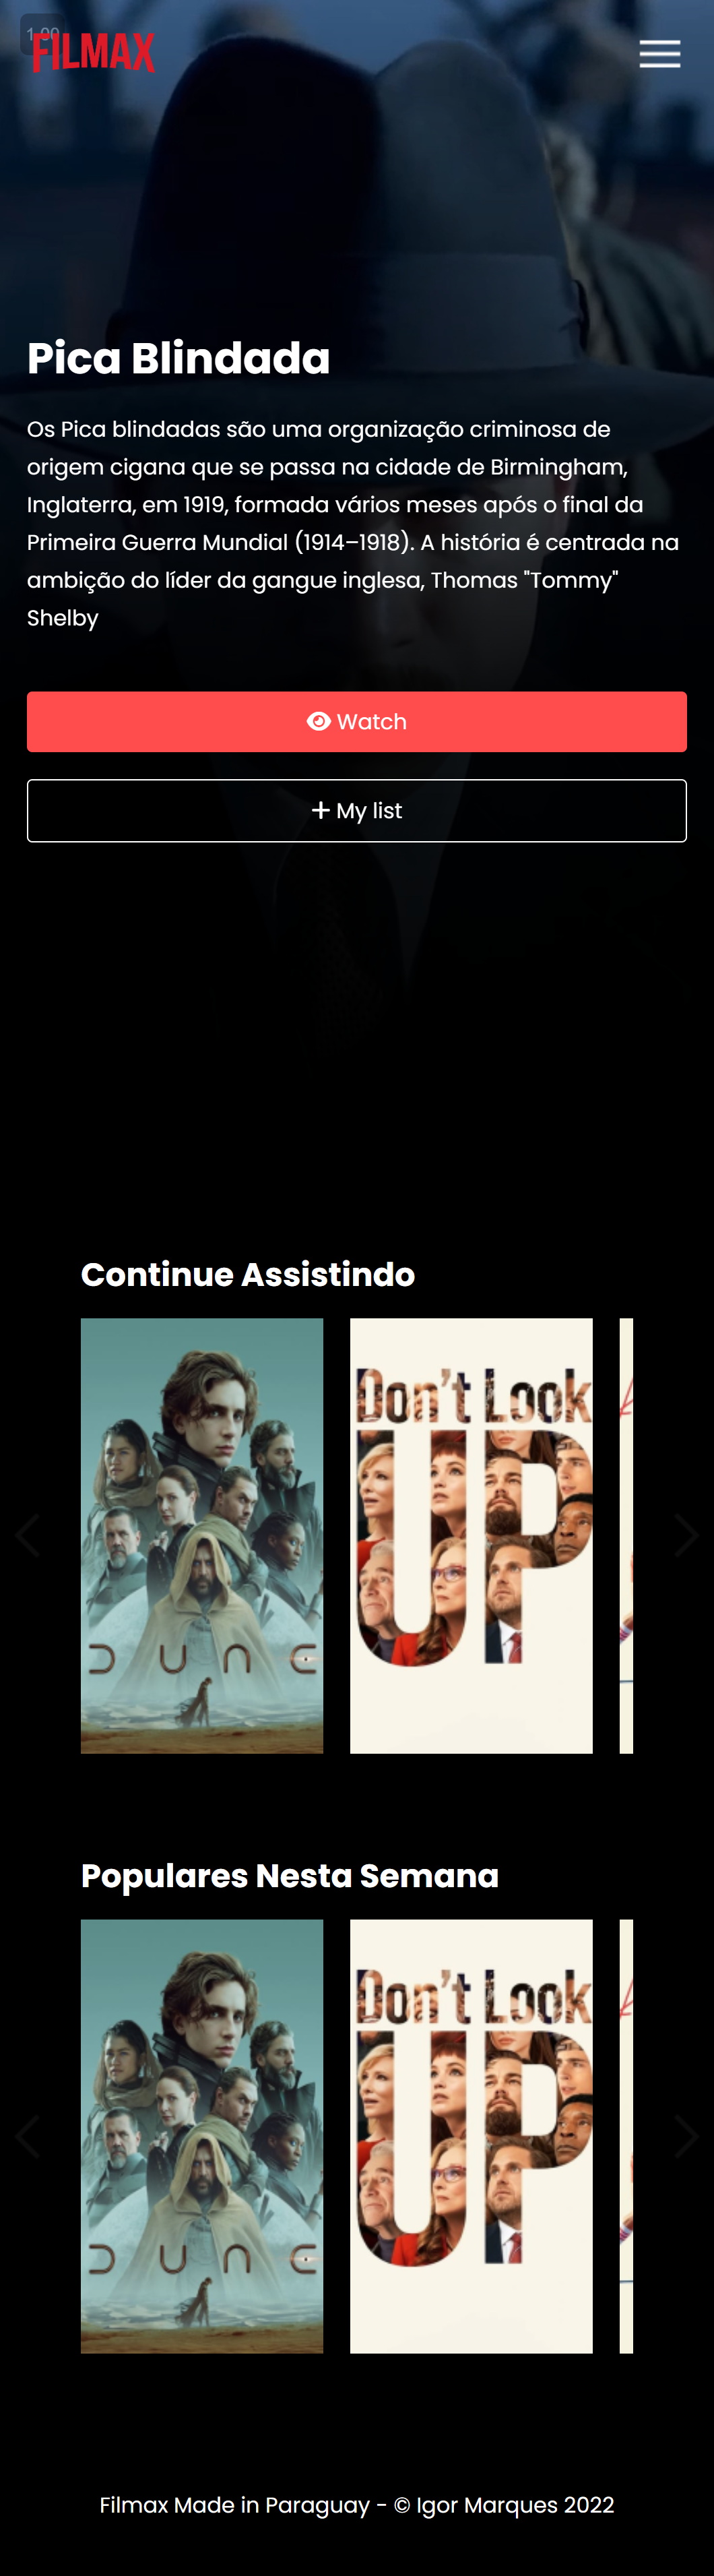 1.00
FILMAX
Pica Blindada
Os Pica blindadas são uma organização criminosa de
origem cigana que se passa na cidade de Birmingham,
Inglaterra, em 1919, formada vários meses após o final da
Primeira Guerra Mundial (1914–1918). A história é centrada na
ambição do líder da gangue inglesa, Thomas "Tommy"
Shelby
Watch
+ My list
Continue Assistindo
Don't Look
UP
DUNE
Populares Nesta Semana
Don't Look
UP
DUNE
Filmax Made in Paraguay - © Igor Marques 2022